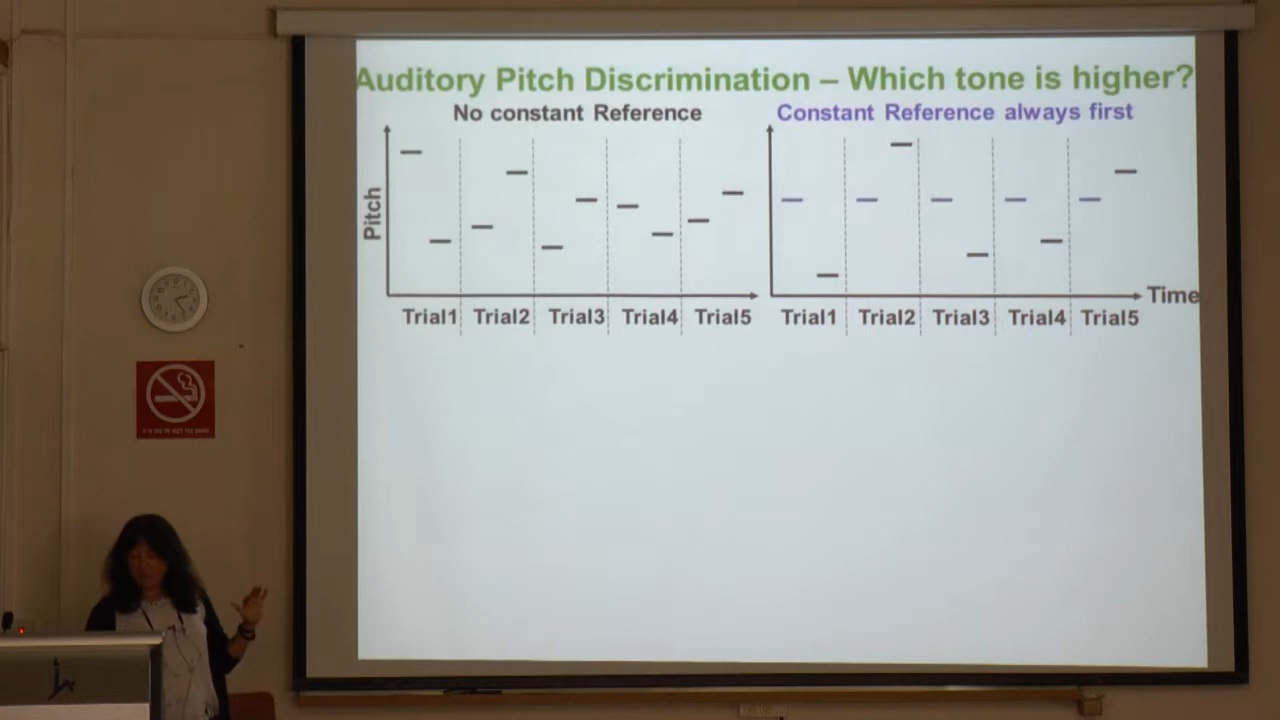 Auditory Pitch Discrimination – Which tone is higher?
No constant Reference
Constant Reference always first
Pitch
Trial1 Trial2 Trial3 Trial4 Trial5
Trial1 Trial2 Trial3 Trial4 Trial5
Time